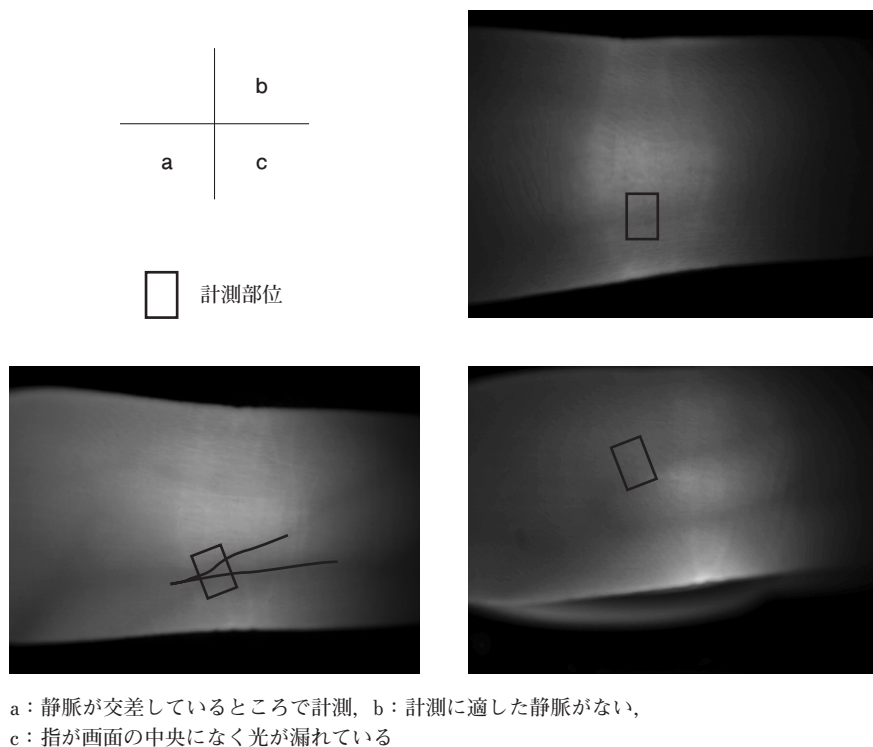 b
a c
計測部位
a：静脈が交差しているところで計測，b：計測に適した静脈がない，
c：指が画面の中央になく光が漏れている